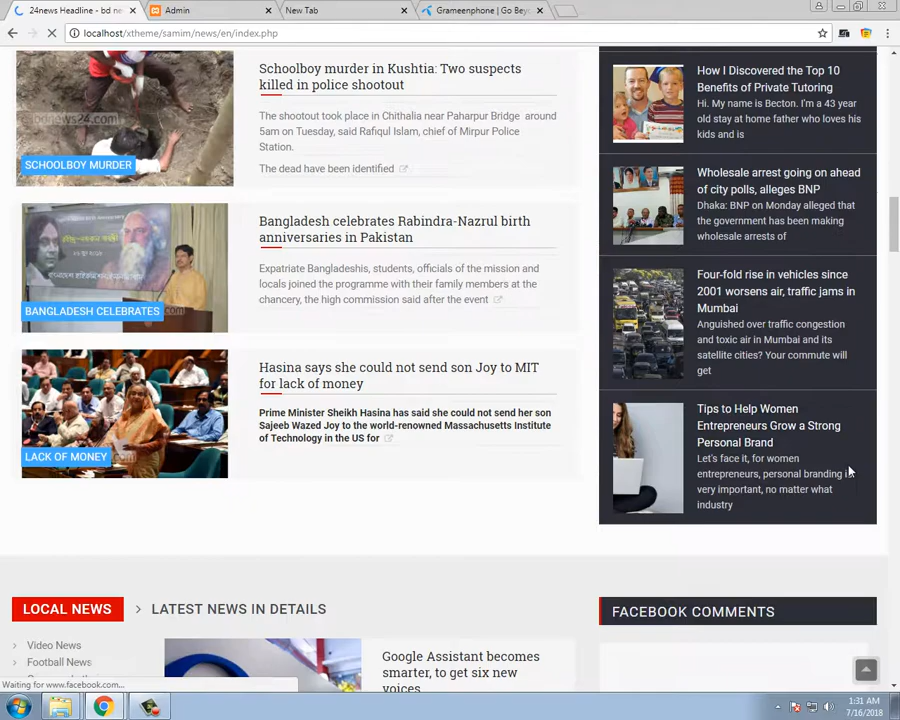 24news Headline - bd ne
Admin
New Tab
Grameenphone | Go Bey
localhost/xtheme/samim/news/en/index.php
SCHOOLBOY MURDER
Schoolboy murder in Kushtia: Two suspects
killed in police shootout
The shootout took place in Chithalia near Paharpur Bridge around
5am on Tuesday, said Rafiqul Islam, chief of Mirpur Police
Station.
The dead have been identified
BANGLADESH CELEBRATES
Bangladesh celebrates Rabindra-Nazrul birth
anniversaries in Pakistan
Expatriate Bangladeshis, students, officials of the mission and
locals joined the programme with their family members at the
chancery, the high commission said after the event
LACK OF MONEY
Hasina says she could not send son Joy to MIT
for lack of money
Prime Minister Sheikh Hasina has said she could not send her son
Sajeeb Wazed Joy to the world-renowned Massachusetts Institute
of Technology in the US for
How I Discovered the Top 10
Benefits of Private Tutoring
Hi. My name is Becton. I'm a 43 year
old stay at home father who loves his
kids and is
Wholesale arrest going on ahead
of city polls, alleges BNP
Dhaka: BNP on Monday alleged that
the government has been making
wholesale arrests of
Four-fold rise in vehicles since
2001 worsens air, traffic jams in
Mumbai
Anguished over traffic congestion
and toxic air in Mumbai and its
satellite cities? Your commute will
get
Tips to Help Women
Entrepreneurs Grow a Strong
Personal Brand
Let's face it, for women
entrepreneurs, personal branding is
very important, no matter what
industry
LOCAL NEWS
LATEST NEWS IN DETAILS
Video News
Football News
Google Assistant becomes
smarter, to get six new
voices
FACEBOOK COMMENTS
Waiting for www.facebook.com...
1:31 AM
7/16/2018